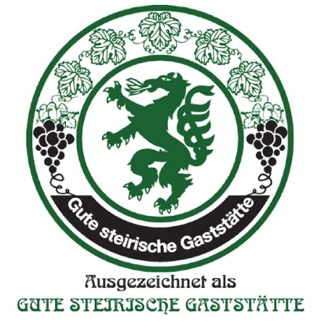 Gute steirische Gaststätte
Ausgezeichnet als
GUTE STEIRISCHE GASTSTÄTTE